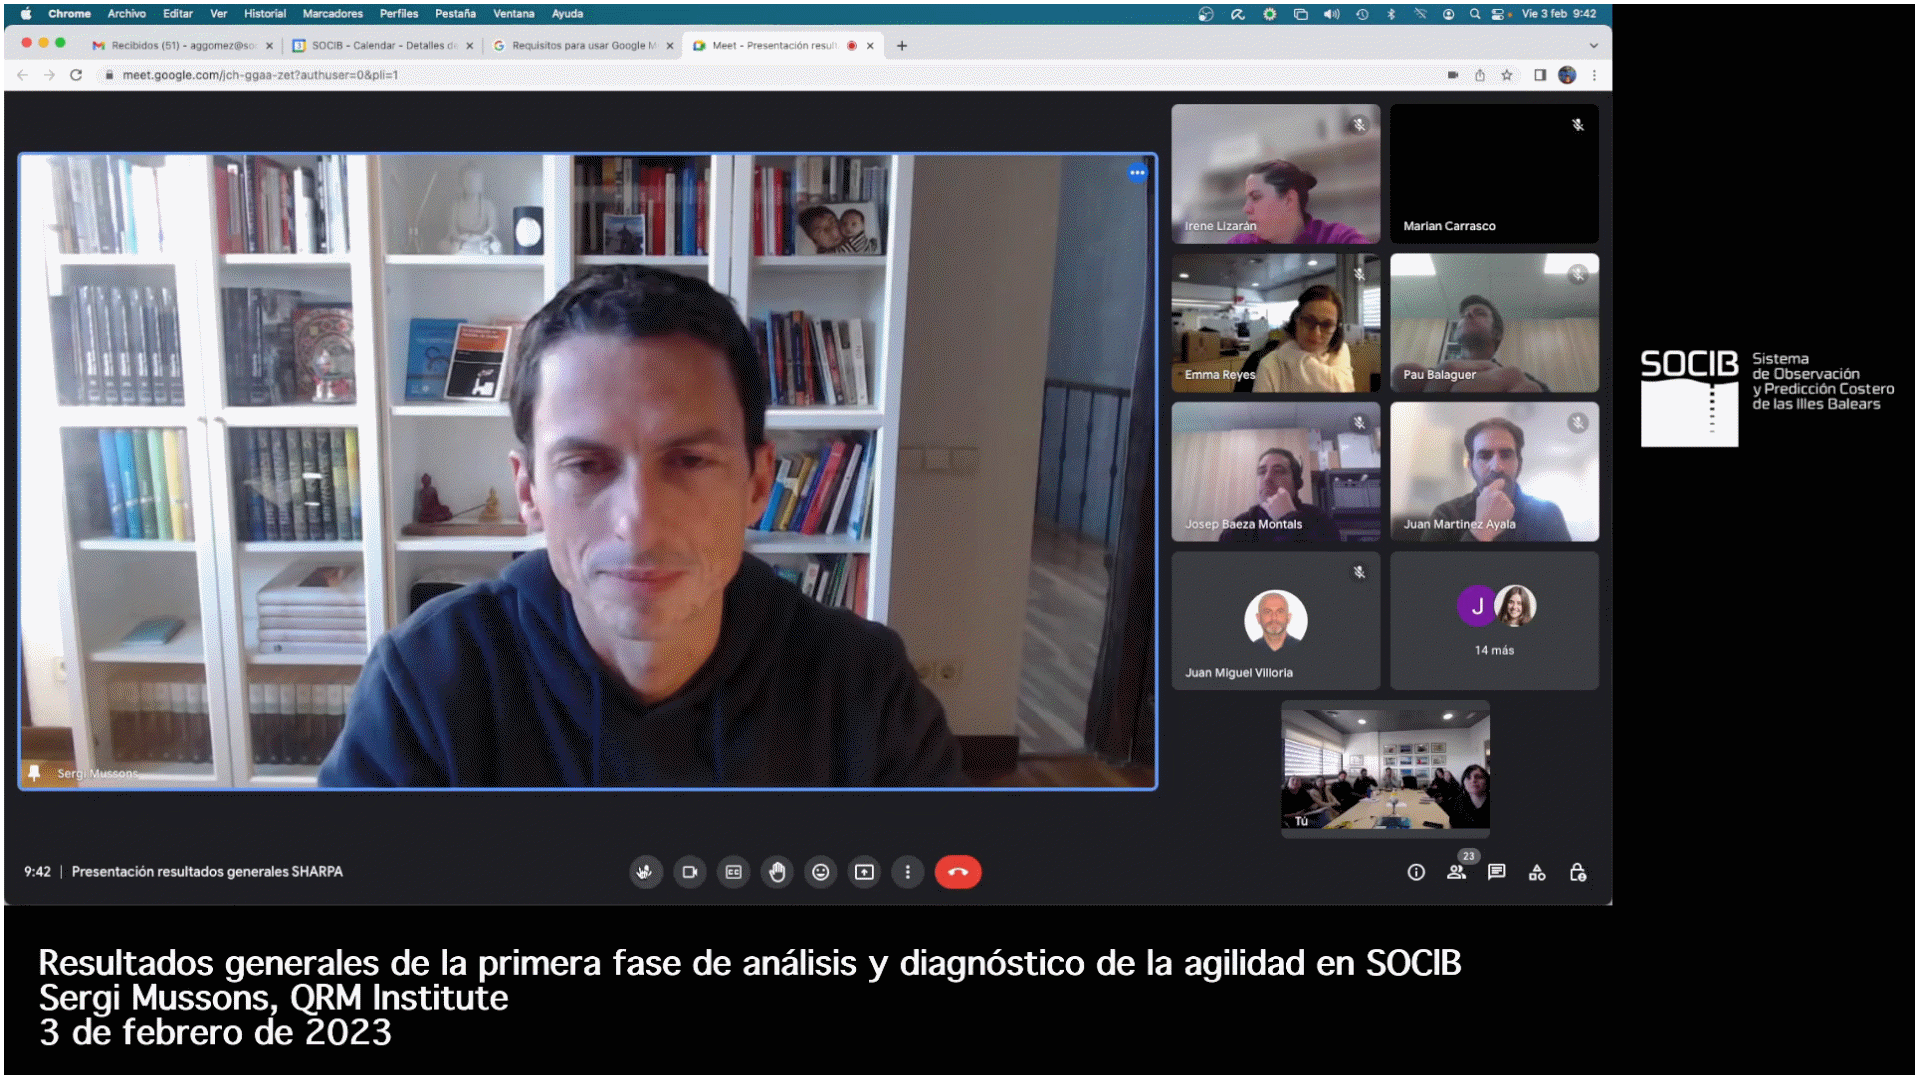 Chrome Archivo Editar Ver Historial Marcadores Perfiles Pestaña Ventana Ayuda Vie 3 feb 9:42
Recibidos (51) - aggomez@so SOCIB - Calendar - Detalles de Requisitos para usar Google M Meet - Presentación result
meet.google.com/jch-ggaa-zet?authuser=0&pli=1
Irene Lizarán
Marian Carrasco
Emma Reyes
Pau Balaguer
Josep Baeza Montals
Juan Martinez Ayala
Juan Miguel Villoria
J
14 más
Tú
Sergi Mussons
SOCIB
Sistema
de Observación
y Predicción Costero
de las Illes Balears
9:42 | Presentación resultados generales SHARPA
23
Resultados generales de la primera fase de análisis y diagnóstico de la agilidad en SOCIB
Sergi Mussons, QRM Institute
3 de febrero de 2023